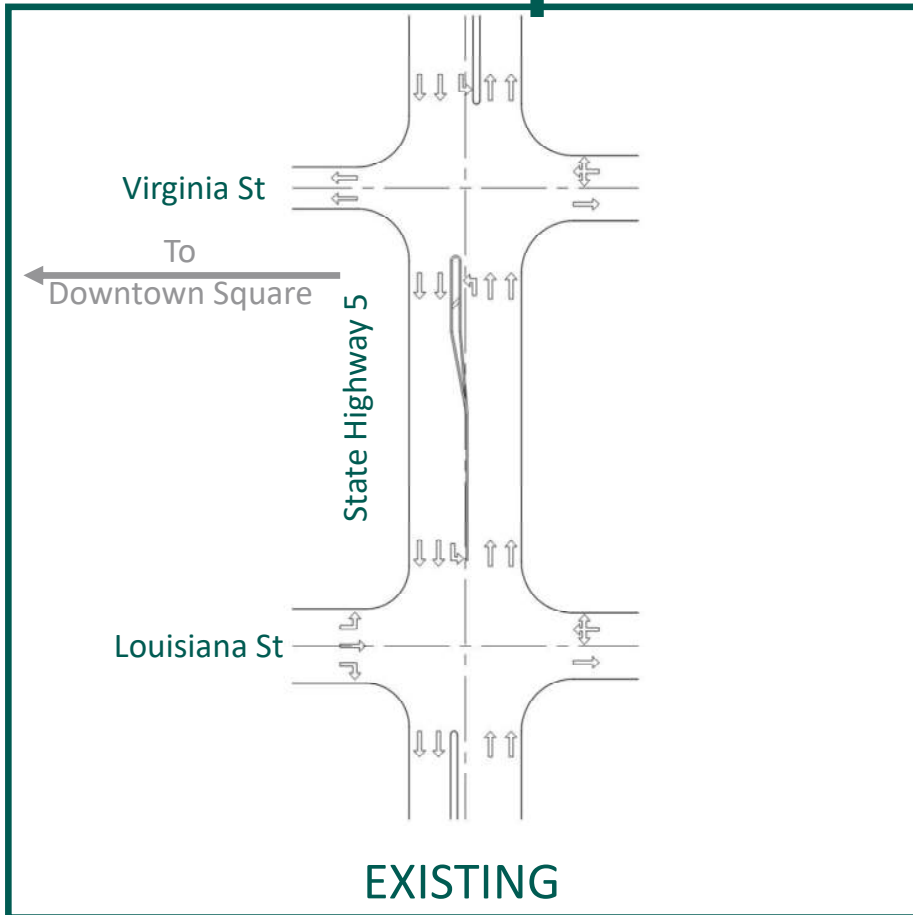 Virginia St
To
Downtown Square
State Highway 5
Louisiana St
EXISTING